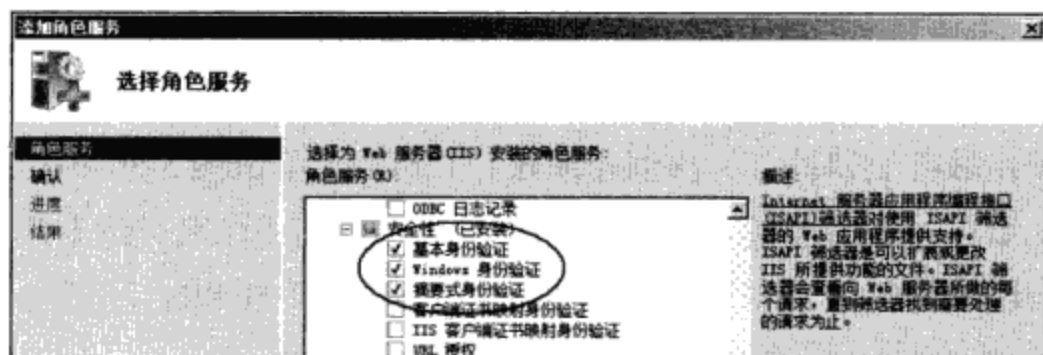 添加角色服务
选择角色服务
角色服务
确认
进度
结果
选择为 Web 服务器(IIS) 安装的角色服务:
角色服务(R):
ODBC 日志记录
安全性 (已安装)
基本身份验证
Windows 身份验证
摘要式身份验证
客户端证书映射身份验证
IIS 客户端证书映射身份验证
URL 授权
描述
Internet 服务器应用程序编程接口
(ISAPI)筛选器对使用 ISAPI 筛选
器的 Web 应用程序提供支持。
ISAPI 筛选器是可以扩展或更改
IIS 所提供功能的文件。ISAPI 筛
选器会查看向 Web 服务器所做的每
个请求，直到筛选器找到需要处理
的请求为止。